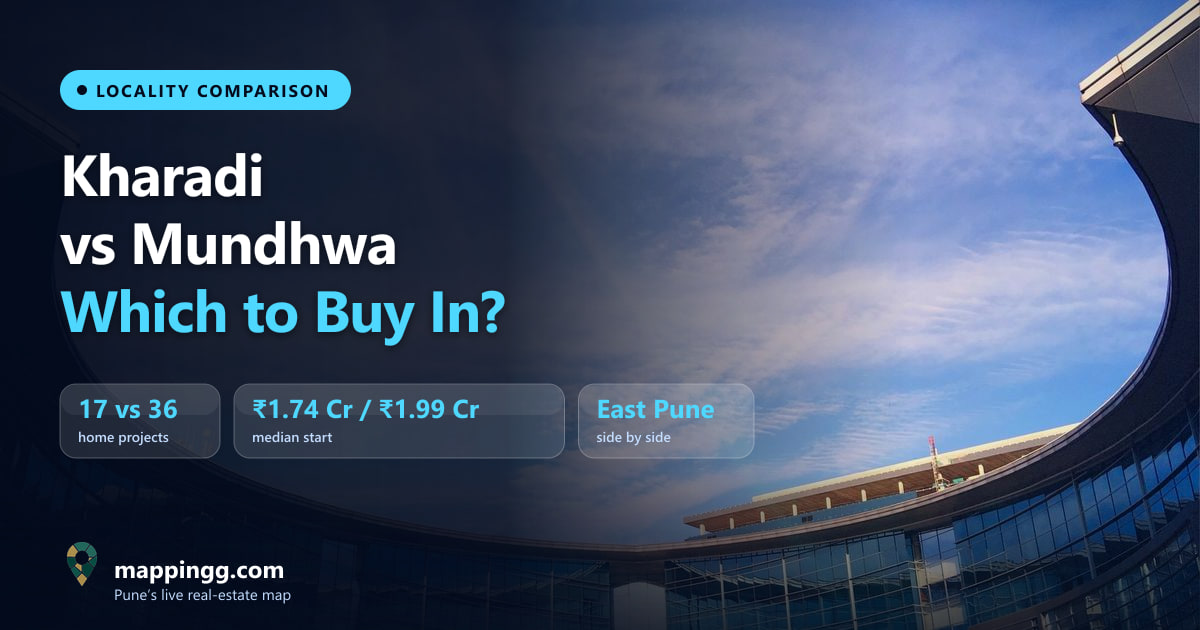 LOCALITY COMPARISON
Kharadi
vs Mundhwa
Which to Buy In?
17 vs 36
home projects
₹1.74 Cr / ₹1.99 Cr
median start
East Pune
side by side
mappingg.com
Pune’s live real-estate map